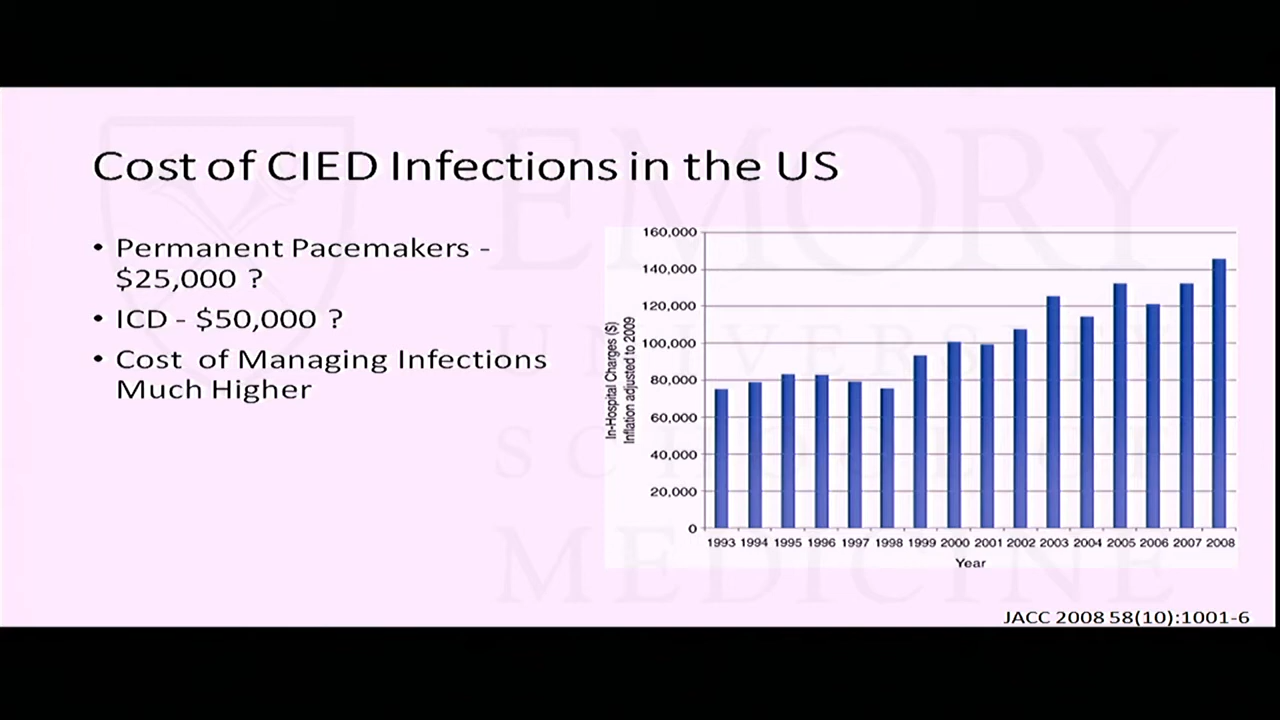 Cost of CIED Infections in the US
• Permanent Pacemakers -
$25,000 ?
• ICD - $50,000 ?
• Cost of Managing Infections
Much Higher
EMORY
UNIVERSITY
SCHOOL OF
MEDICINE
In-Hospital Charges ($)
Inflation adjusted to 2009
160,000
140,000
120,000
100,000
80,000
60,000
40,000
20,000
0
1993 1994 1995 1996 1997 1998 1999 2000 2001 2002 2003 2004 2005 2006 2007 2008
Year
JACC 2008 58(10):1001-6